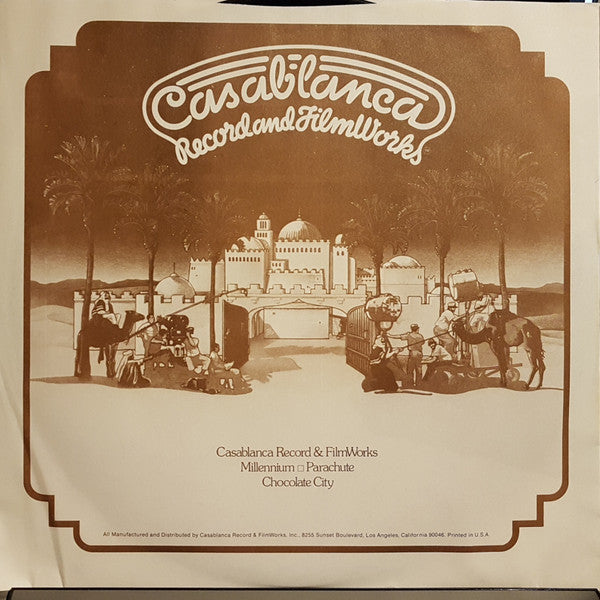 Casablanca
Record and FilmWorks
Casablanca Record & FilmWorks
Millennium □ Parachute
Chocolate City
All Manufactured and Distributed by Casablanca Record & FilmWorks, Inc., 8255 Sunset Boulevard, Los Angeles, California 90046. Printed in U.S.A.